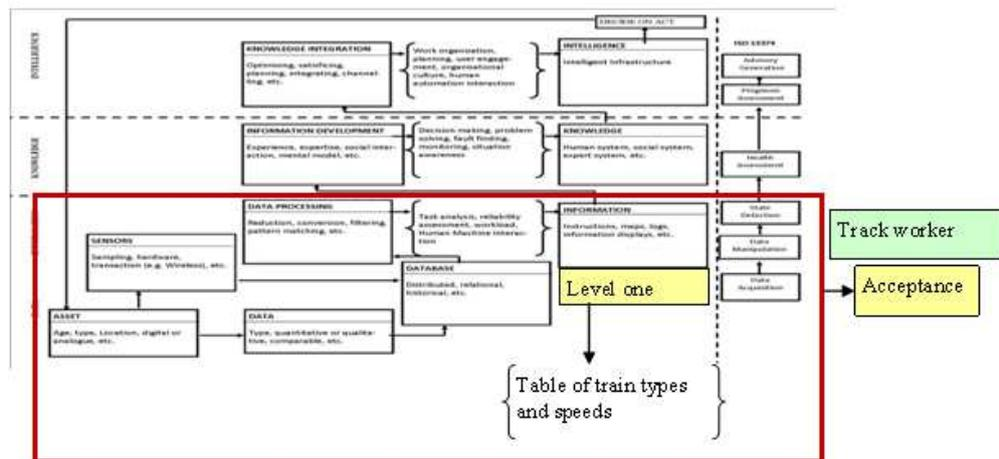 DECIDE ON ACT
INTELLIGENCE
KNOWLEDGE INTEGRATION
Optimising, satisficing,
planning, integrating, channel-
ling, etc.
Work organisation,
planning, user engage-
ment, organisational
culture, human
automation interaction
INTELLIGENCE
Intelligent Infrastructure
ISO STEPS
Advisory
Generation
Prognosis
Assessment
KNOWLEDGE
INFORMATION DEVELOPMENT
Experience, expertise, social inter-
action, mental model, etc.
Decision making, problem
solving, fault finding,
monitoring, situation
awareness
KNOWLEDGE
Human system, social system,
expert system, etc.
Health
Assessment
DATA PROCESSING
Reduction, conversion, filtering,
pattern matching, etc.
Task analysis, reliability
assessment, workload,
Human Machine interac-
tion
INFORMATION
Instructions, maps, logs,
information displays, etc.
State
Detection
Data
Manipulation
Data
Acquisition
SENSORS
Sampling, hardware,
transaction (e.g. Wireless), etc.
DATABASE
Distributed, relational,
historical, etc.
ASSET
Age, type, Location, digital or
analogue, etc.
DATA
Type, quantitative or qualita-
tive, comparable, etc.
Level one
Table of train types
and speeds
Track worker
Acceptance